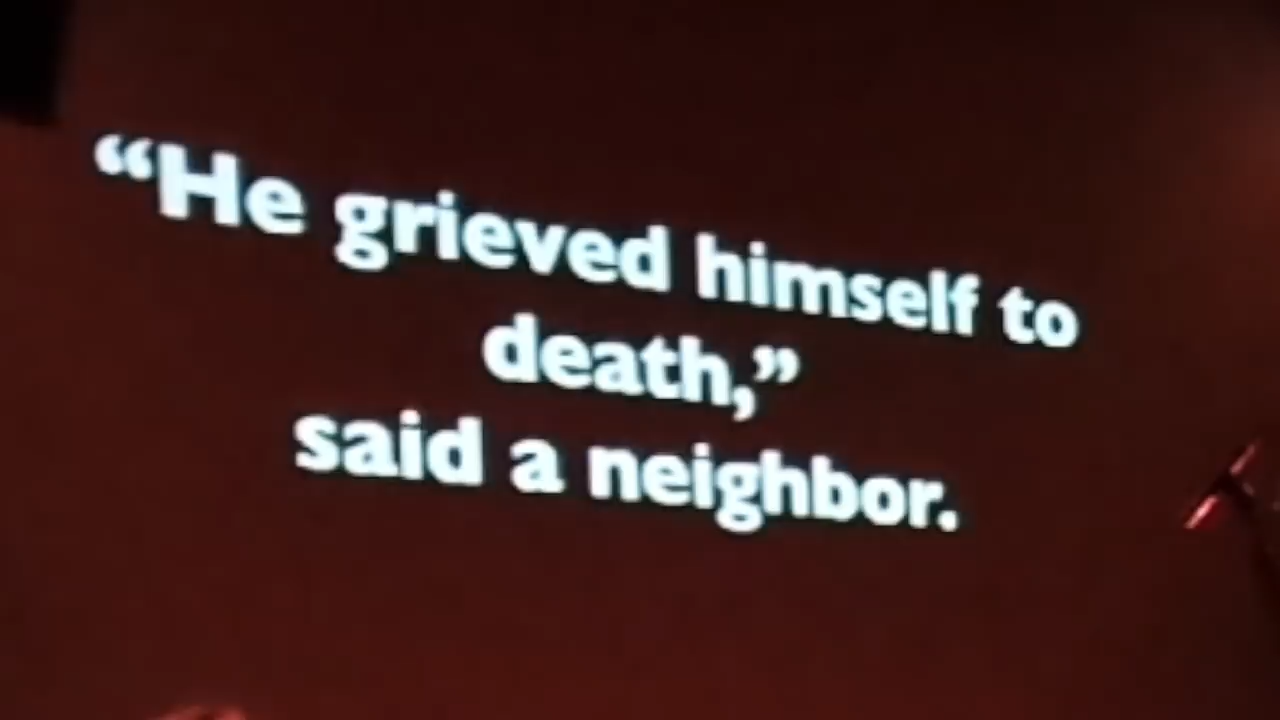 “He grieved himself to
death,”
said a neighbor.